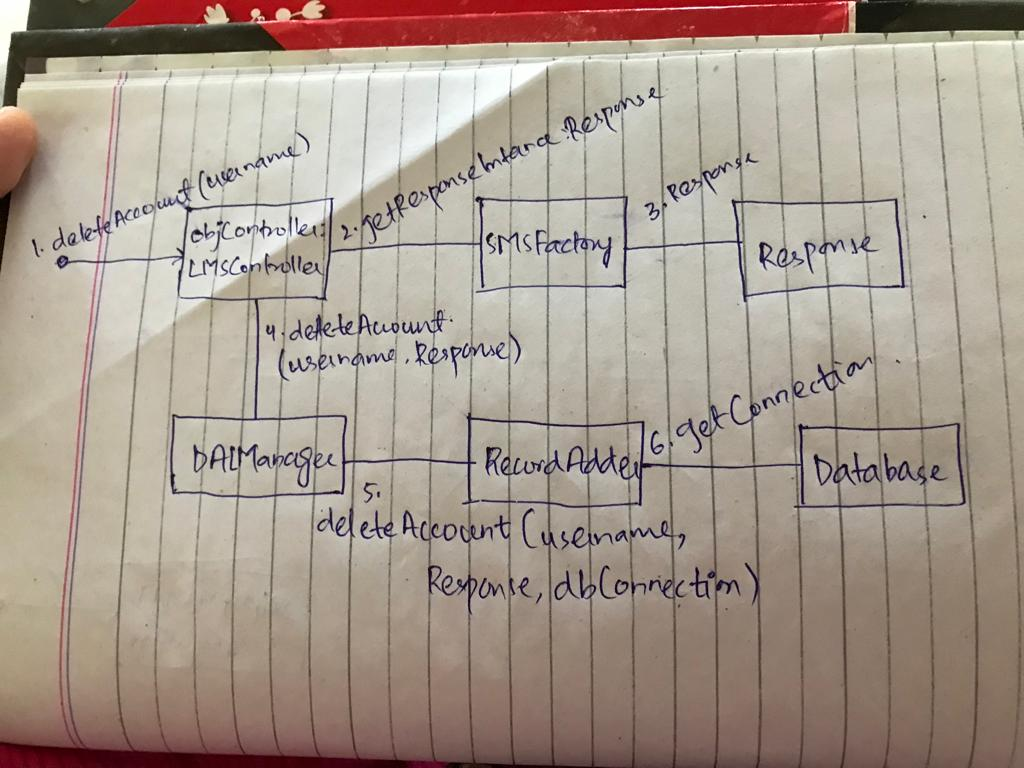 1. deleteAccount(username)
objController:
LMSController
2. getResponseIntance.Response
SMSFactory
3. Response
Response
4. deleteAccount.
(username, Response)
DALManager
RecordAdder
6. getConnection
Database
5.
deleteAccount (username,
Response, dbConnection)